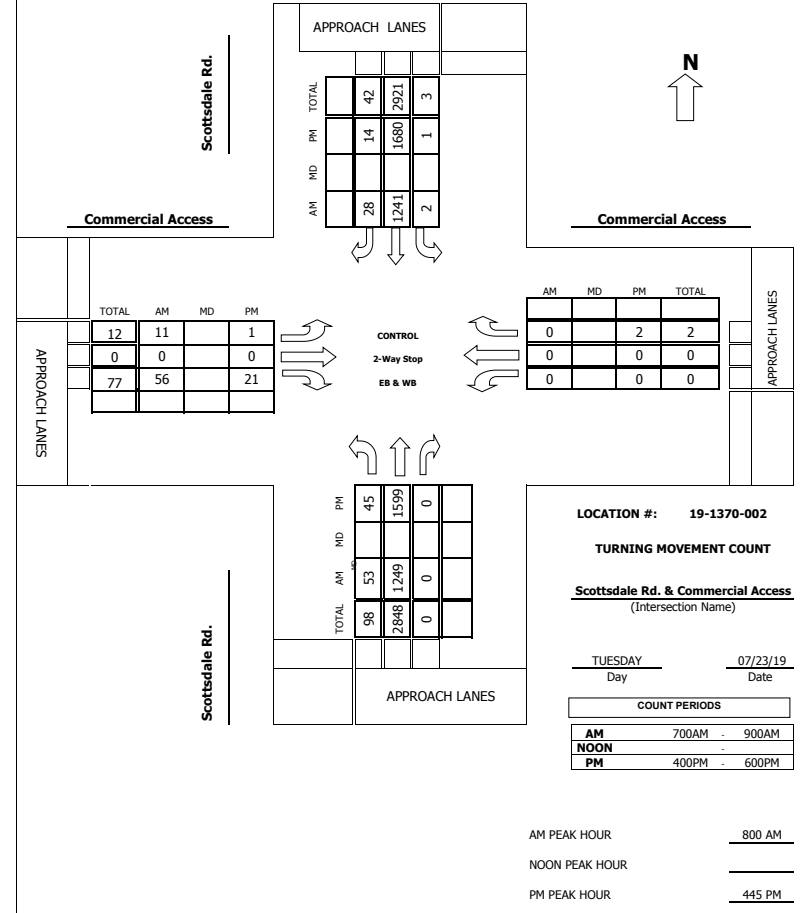 APPROACH LANES
Scottsdale Rd.
N
TOTAL 42 2921 3
PM 14 1680 1
MD
AM 28 1241 2
Commercial Access
Commercial Access
TOTAL AM MD PM
12 11 1
0 0 0
77 56 21
APPROACH LANES
CONTROL
2-Way Stop
EB & WB
AM MD PM TOTAL
0 2 2
0 0 0
0 0 0
APPROACH LANES
PM 45 1599 0
MD
MD
AM 53 1249 0
TOTAL 98 2848 0
Scottsdale Rd.
APPROACH LANES
LOCATION #: 19-1370-002
TURNING MOVEMENT COUNT
Scottsdale Rd. & Commercial Access
(Intersection Name)
TUESDAY 07/23/19
Day Date
COUNT PERIODS
AM 700AM - 900AM
NOON -
PM 400PM - 600PM
AM PEAK HOUR 800 AM
NOON PEAK HOUR
PM PEAK HOUR 445 PM